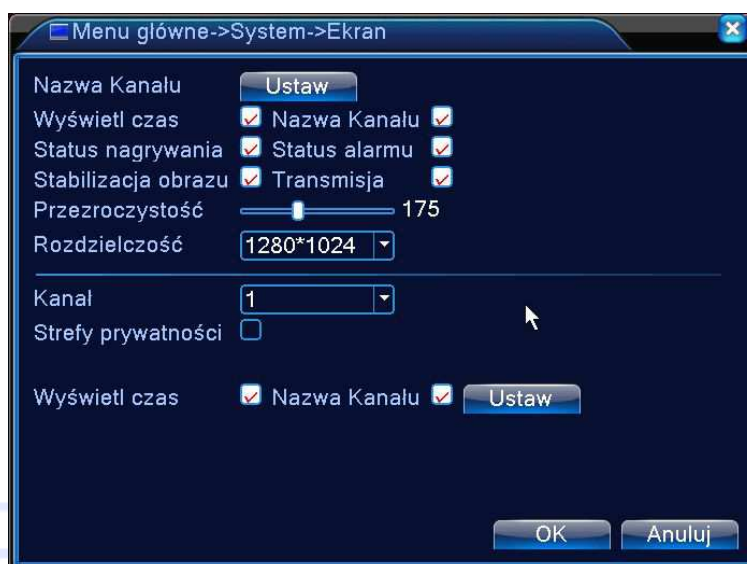 Menu główne->System->Ekran
Nazwa Kanału Ustaw
Wyświetl czas Nazwa Kanału
Status nagrywania Status alarmu
Stabilizacja obrazu Transmisja
Przezroczystość 175
Rozdzielczość 1280*1024
Kanał 1
Strefy prywatności
Wyświetl czas Nazwa Kanału Ustaw
OK Anuluj